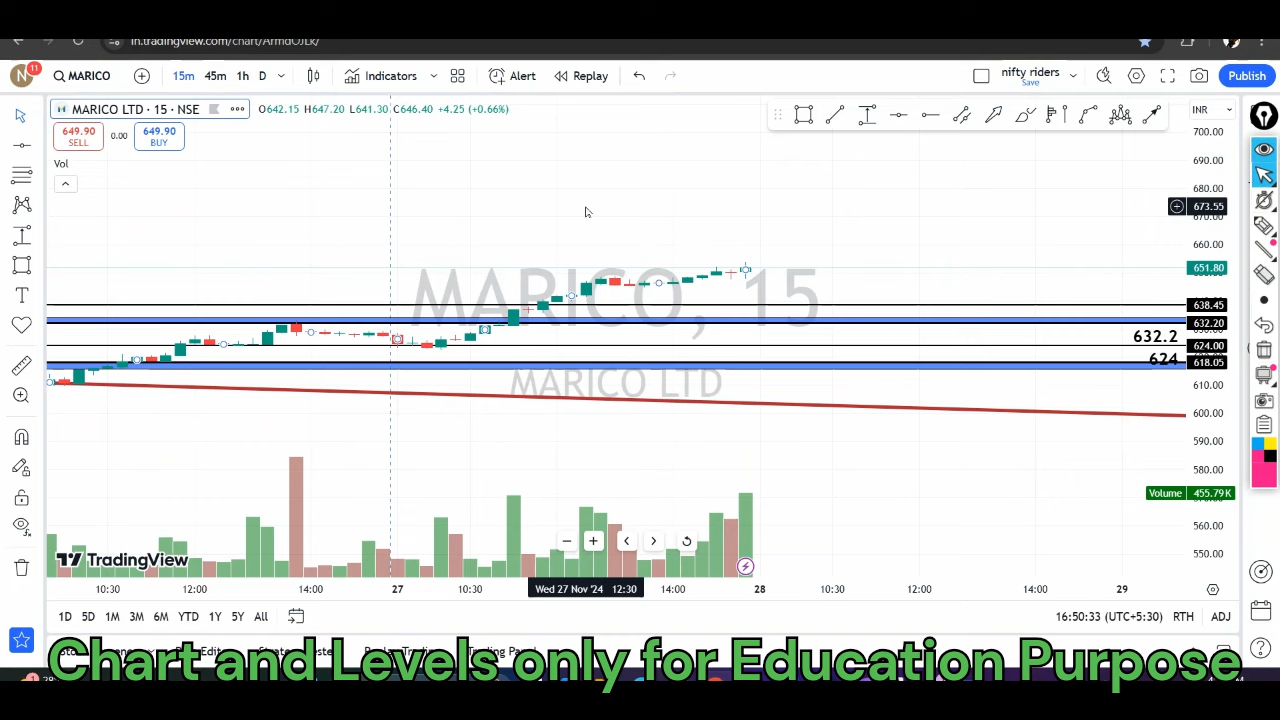 in.tradingview.com/chart/ArmdOJLk/
N 11 MARICO 15m 45m 1h D Indicators Alert Replay nifty riders Save Publish
MARICO LTD · 15 · NSE O642.15 H647.20 L641.30 C646.40 +4.25 (+0.66%) INR
649.90 SELL 0.00 649.90 BUY
Vol
700.00
690.00
680.00
673.55
670.00
660.00
651.80
MARICO, 15
638.45
632.20
632.2
624.00
624
618.05
MARICO LTD
610.00
600.00
590.00
580.00
570.00
Volume 455.79K
560.00
550.00
TradingView
10:30 12:00 14:00 27 10:30 Wed 27 Nov '24 12:30 14:00 28 10:30 12:00 14:00 29
1D 5D 1M 3M 6M YTD 1Y 5Y All 16:50:33 (UTC+5:30) RTH ADJ
Chart and Levels only for Education Purpose